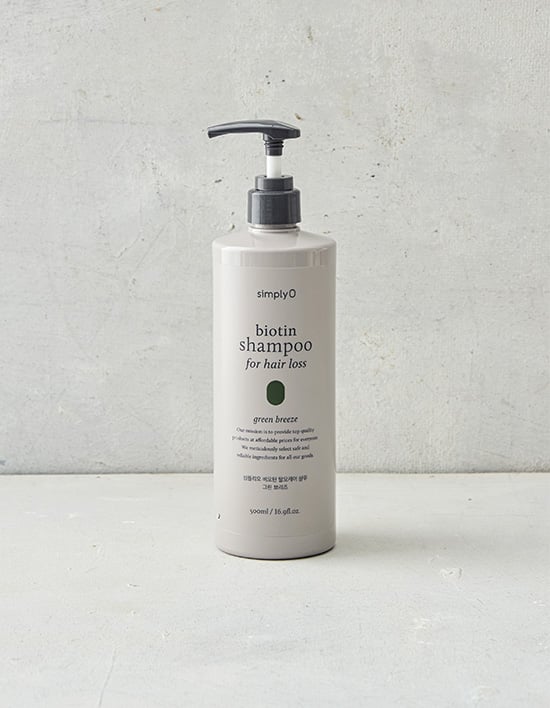 simplyO
biotin
shampoo
for hair loss
green breeze
Our mission is to provide top quality
products at affordable prices for everyone.
We meticulously select safe and
reliable ingredients for all our goods.
심플리오 비오틴 탈모케어 샴푸
그린 브리즈
500ml / 16.9fl.oz.